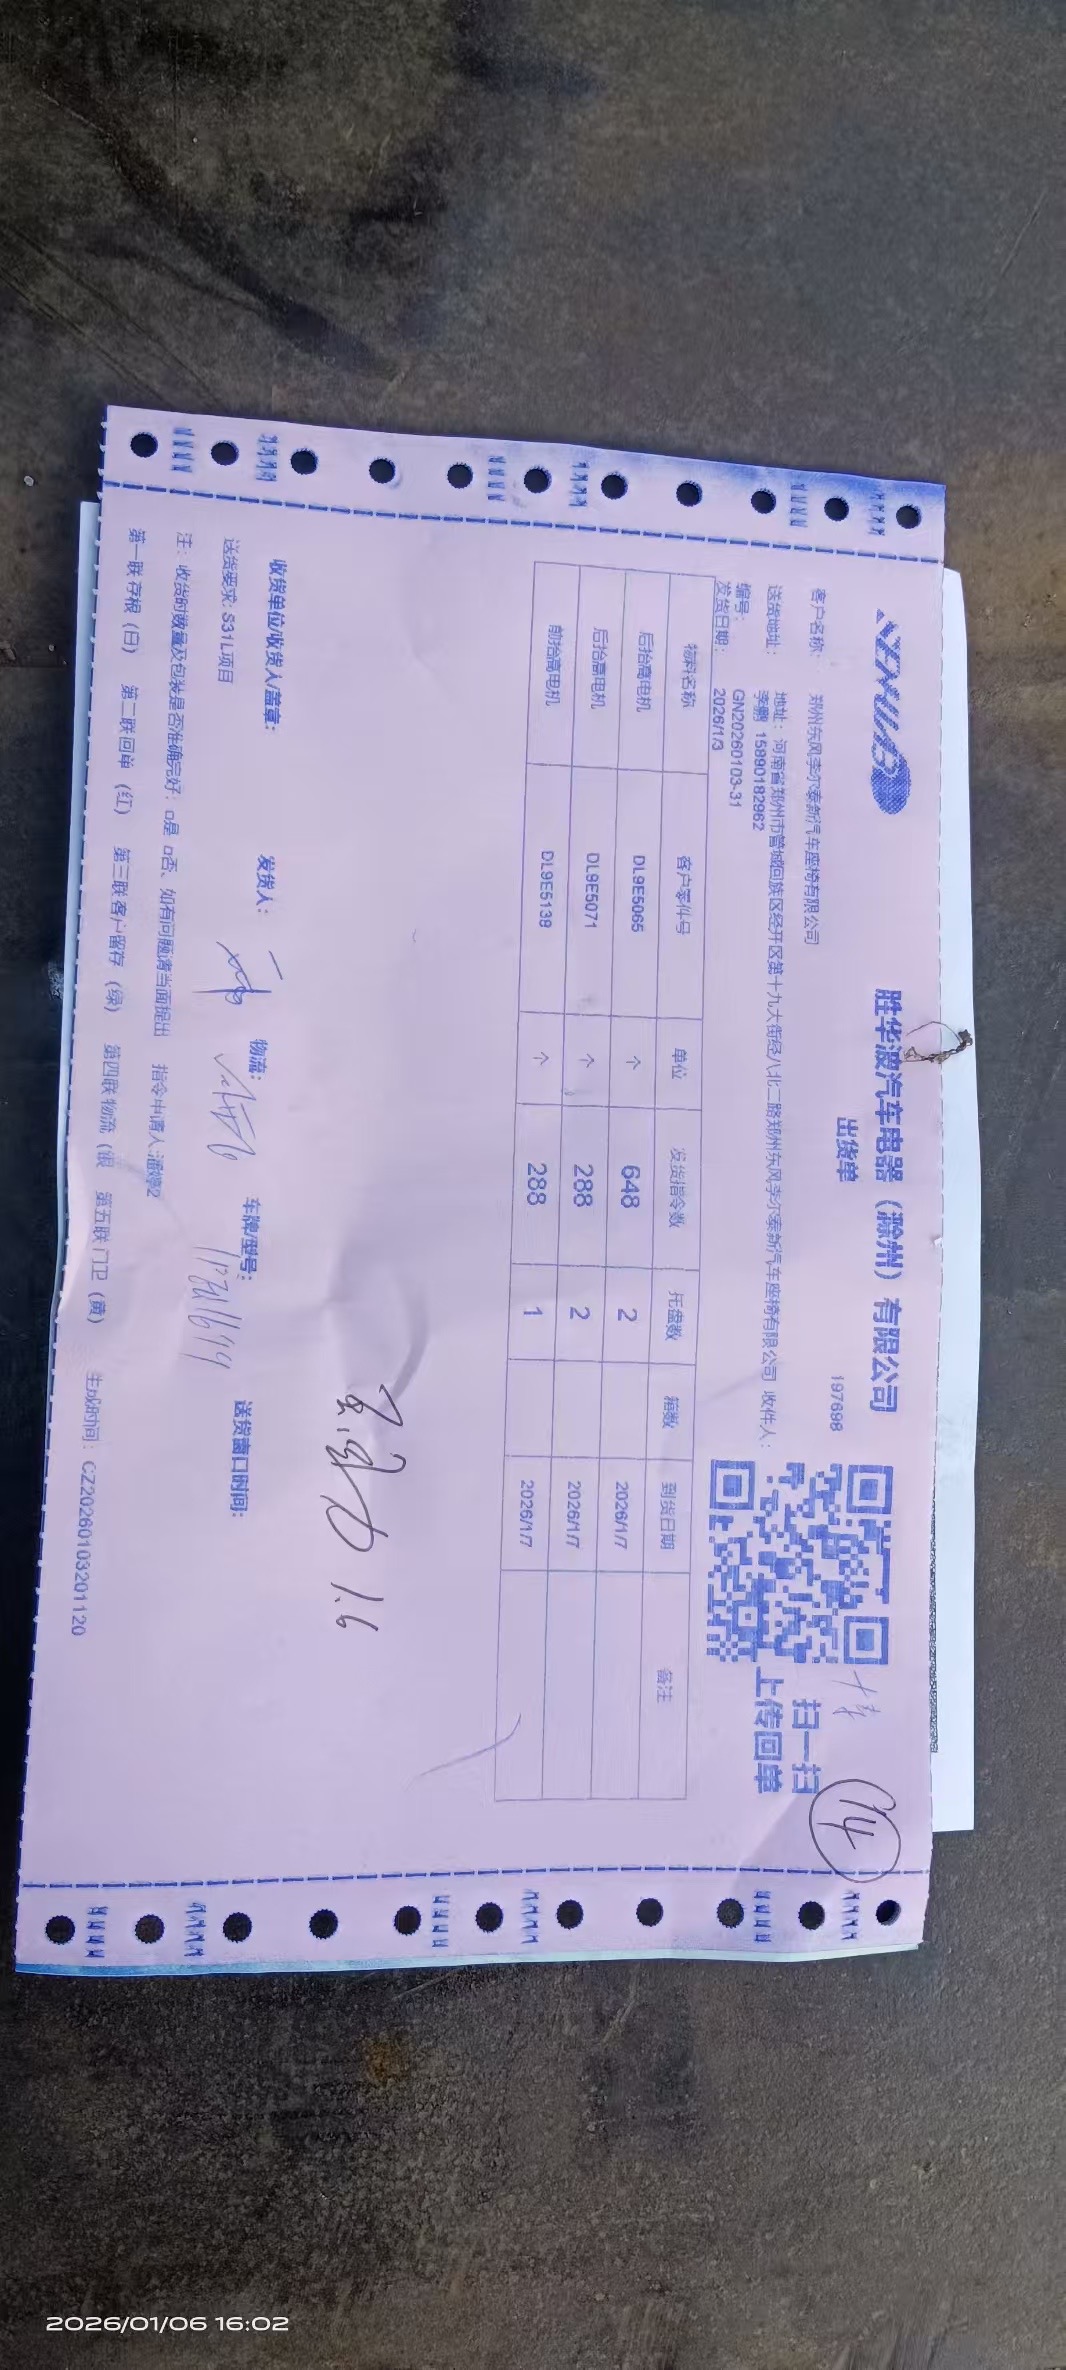 胜华波汽车电器（滁州）有限公司
出货单
197698
扫一扫
上传回单
14
客户名称： 郑州东风李尔泰新汽车座椅有限公司
送货地址： 地址：河南省郑州市管城回族区经开区第十九大街经八北二路郑州东风李尔泰新汽车座椅有限公司 收件人：
李鹏 15890182962
编号： GN20260103-31
发货日期： 2026/1/3
物料名称 客户零件号 单位 发货指令数 托盘数 箱数 到货日期 备注
后抬高电机 DL9E5065 个 648 2 2026/1/7
后抬高电机 DL9E5071 个 288 2 2026/1/7
前抬高电机 DL9E5139 个 288 1 2026/1/7
1.6
收货单位/收货人/盖章： 发货人： 物流： 车牌/型号： 送货窗口时间：
送货要求: S31L项目
注：收货时数量及包装是否准确完好：□是 □否、如有问题请当面提出 指令申请人:潘婷2
第一联存根（白） 第二联回单（红） 第三联客户留存（绿） 第四联物流（银 第五联门卫（黄） 生成时间：CZ20260103201120
2026/01/06 16:02